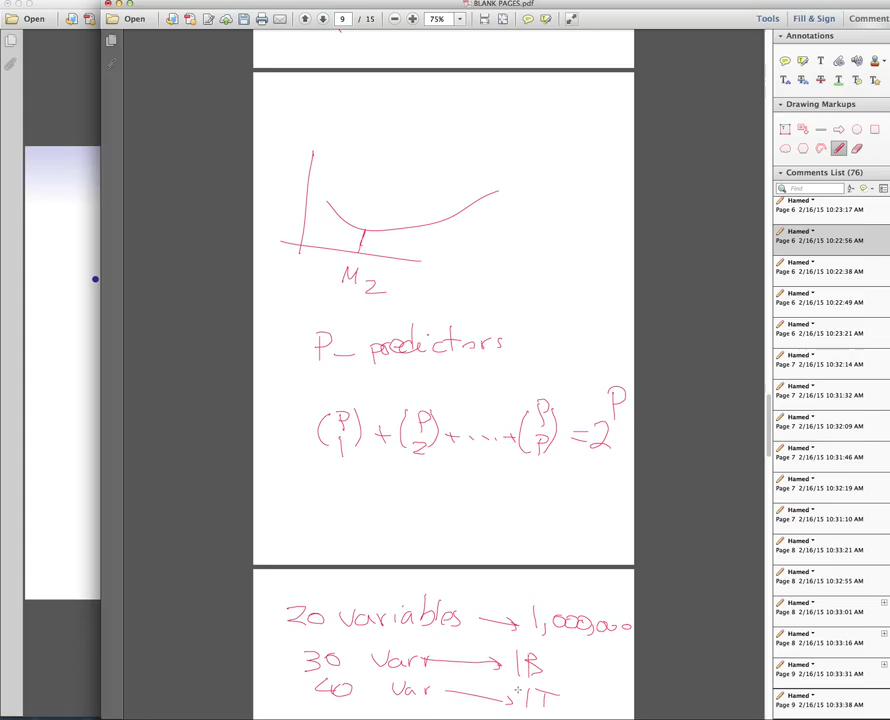 BLANK PAGES.pdf
Open
Open
9 / 15
75%
Tools
Fill & Sign
Comment
M2
P_ predictors
(P 1) + (P 2) + ... + (P P) = 2^P
20 variables → 1,000,000
30 Var → 1B
40 Var → 1T
Annotations
Drawing Markups
Comments List (76)
Find
Hamed
Page 6 2/16/15 10:23:17 AM
Hamed
Page 6 2/16/15 10:22:56 AM
Hamed
Page 6 2/16/15 10:22:38 AM
Hamed
Page 6 2/16/15 10:22:49 AM
Hamed
Page 6 2/16/15 10:23:21 AM
Hamed
Page 7 2/16/15 10:32:14 AM
Hamed
Page 7 2/16/15 10:31:32 AM
Hamed
Page 7 2/16/15 10:32:09 AM
Hamed
Page 7 2/16/15 10:31:46 AM
Hamed
Page 7 2/16/15 10:32:19 AM
Hamed
Page 7 2/16/15 10:31:10 AM
Hamed
Page 8 2/16/15 10:33:21 AM
Hamed
Page 8 2/16/15 10:32:55 AM
Hamed
Page 8 2/16/15 10:33:01 AM
Hamed
Page 8 2/16/15 10:33:16 AM
Hamed
Page 9 2/16/15 10:33:31 AM
Hamed
Page 9 2/16/15 10:33:38 AM